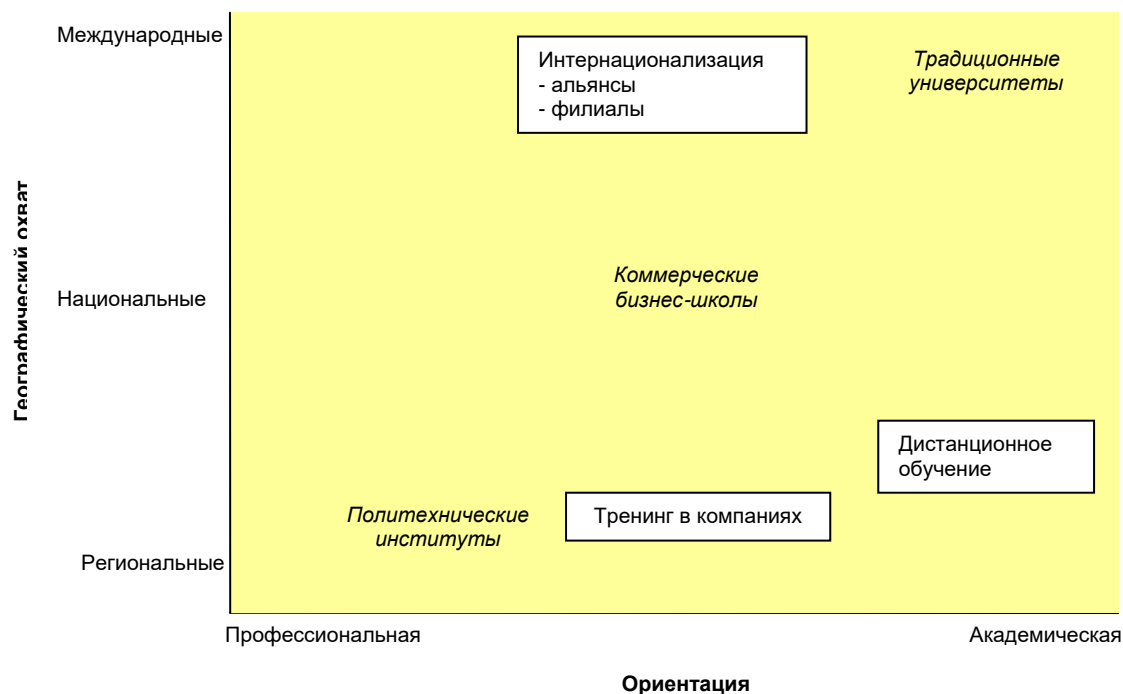 Международные
Интернационализация
- альянсы
- филиалы
Традиционные
университеты
Географический охват
Национальные
Коммерческие
бизнес-школы
Дистанционное
обучение
Политехнические
институты
Тренинг в компаниях
Региональные
Профессиональная
Академическая
Ориентация